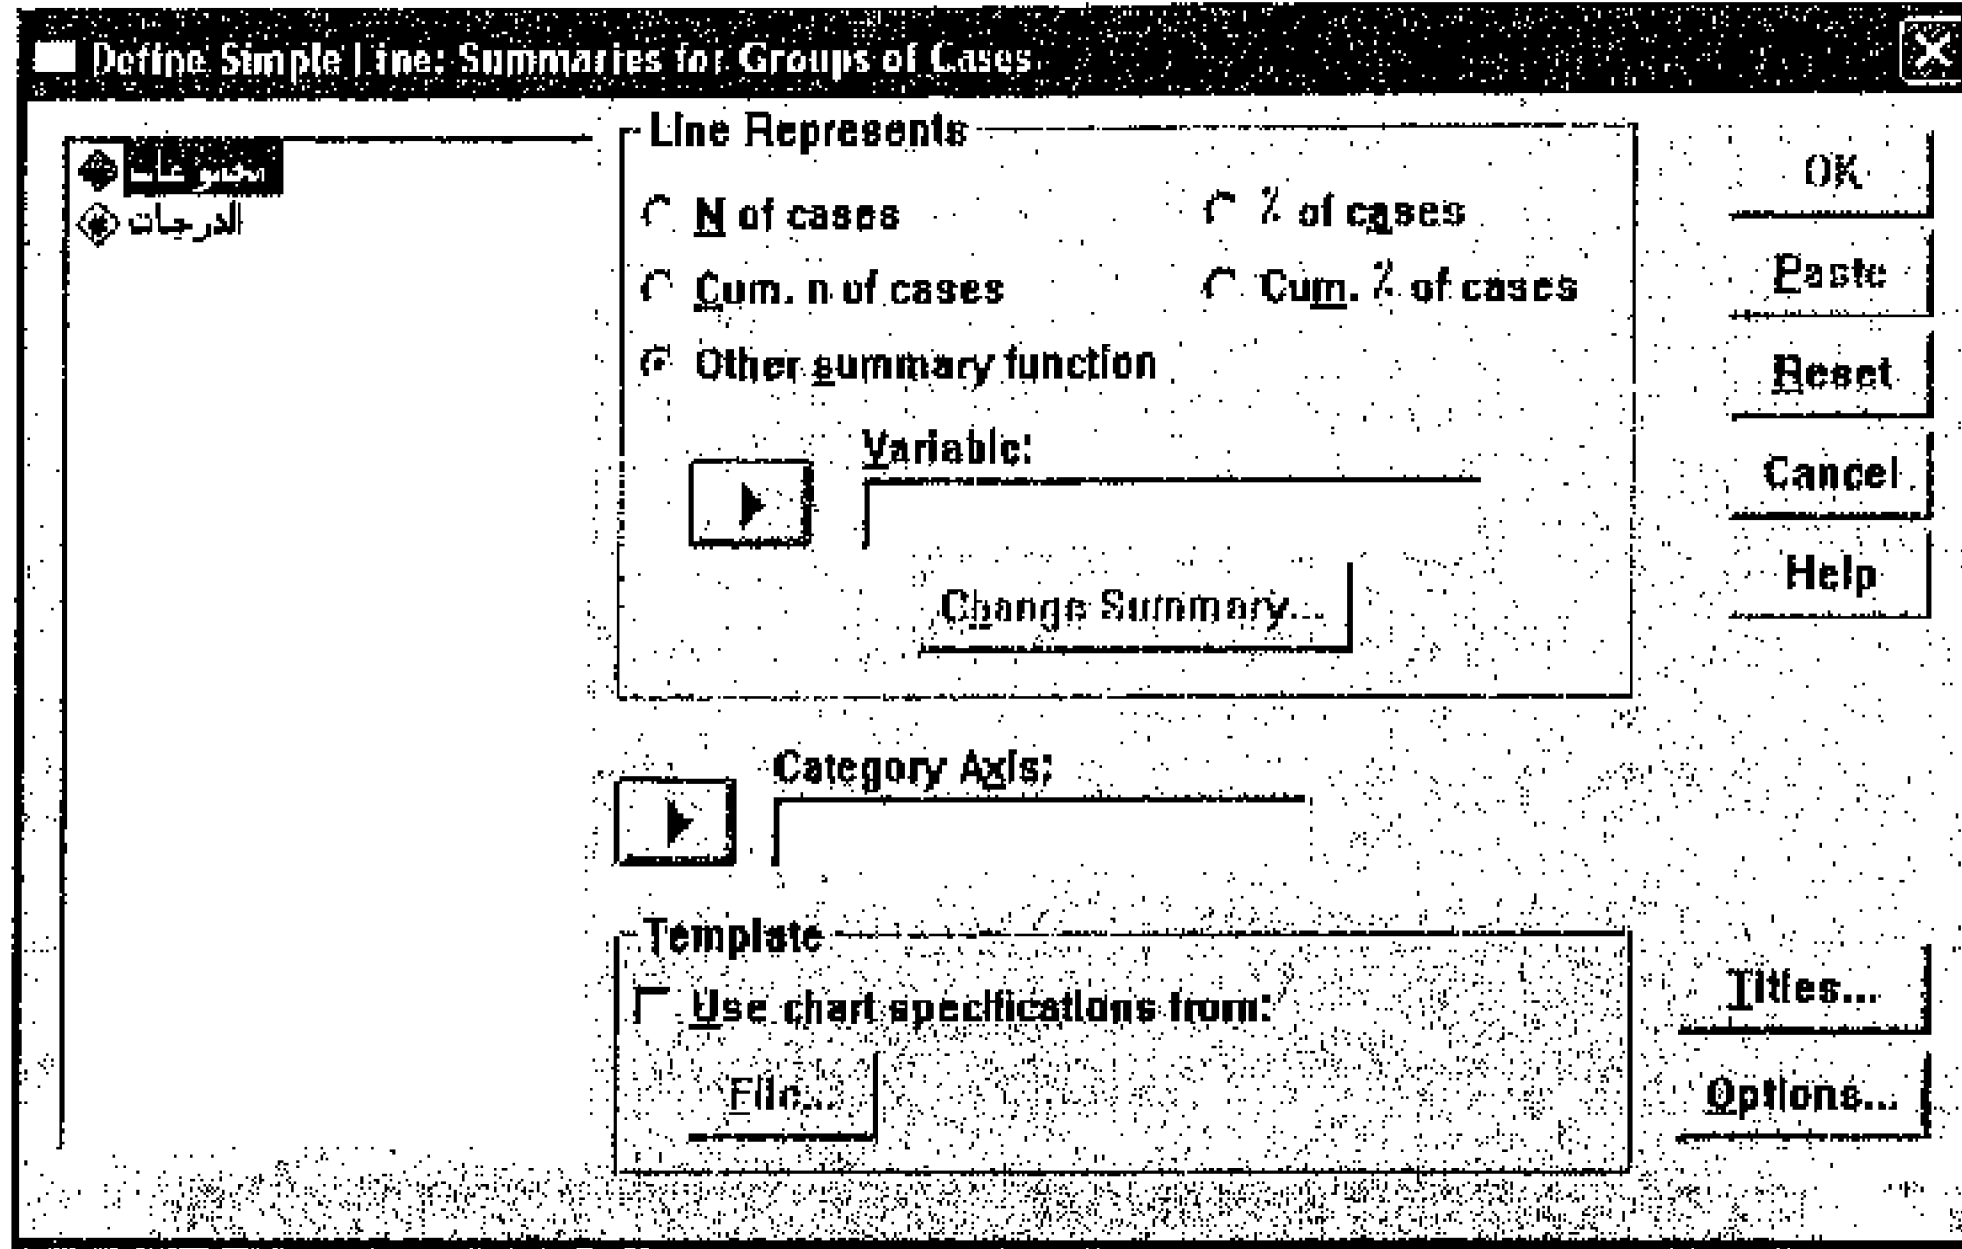 Define Simple Line: Summaries for Groups of Cases
مجموعات
الدرجات
Line Represents
N of cases
% of cases
Cum. n of cases
Cum. % of cases
Other summary function
Variable:
Change Summary...
Category Axis:
Template
Use chart specifications from:
File...
OK
Paste
Reset
Cancel
Help
Titles...
Options...